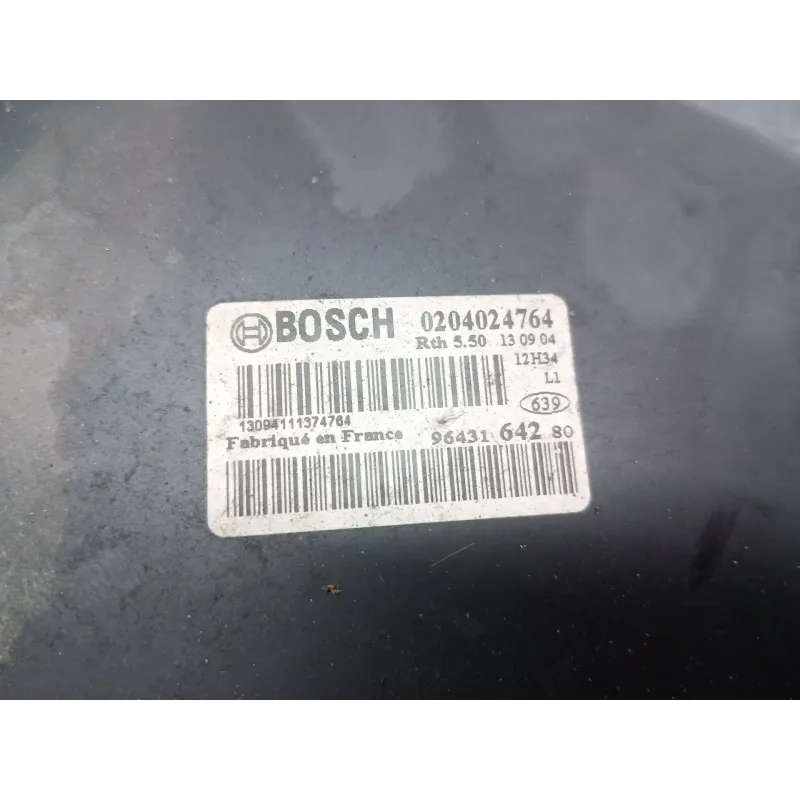 BOSCH 0204024764
Rth 5.50 13 09 04
12H34
L1
639
13094111374764
Fabriqué en France 96431 642 80